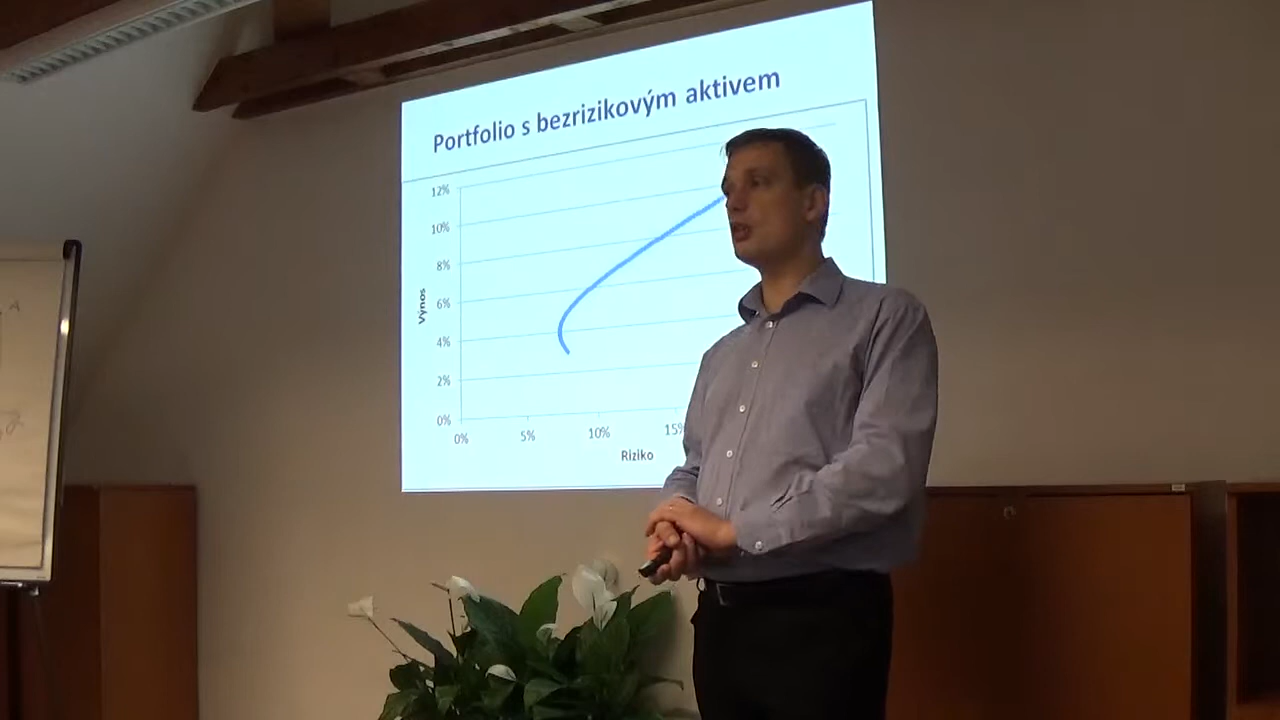 Portfolio s bezrizikovým aktivem
12%
10%
8%
6%
4%
2%
0%
Výnos
0% 5% 10% 15%
Riziko
A